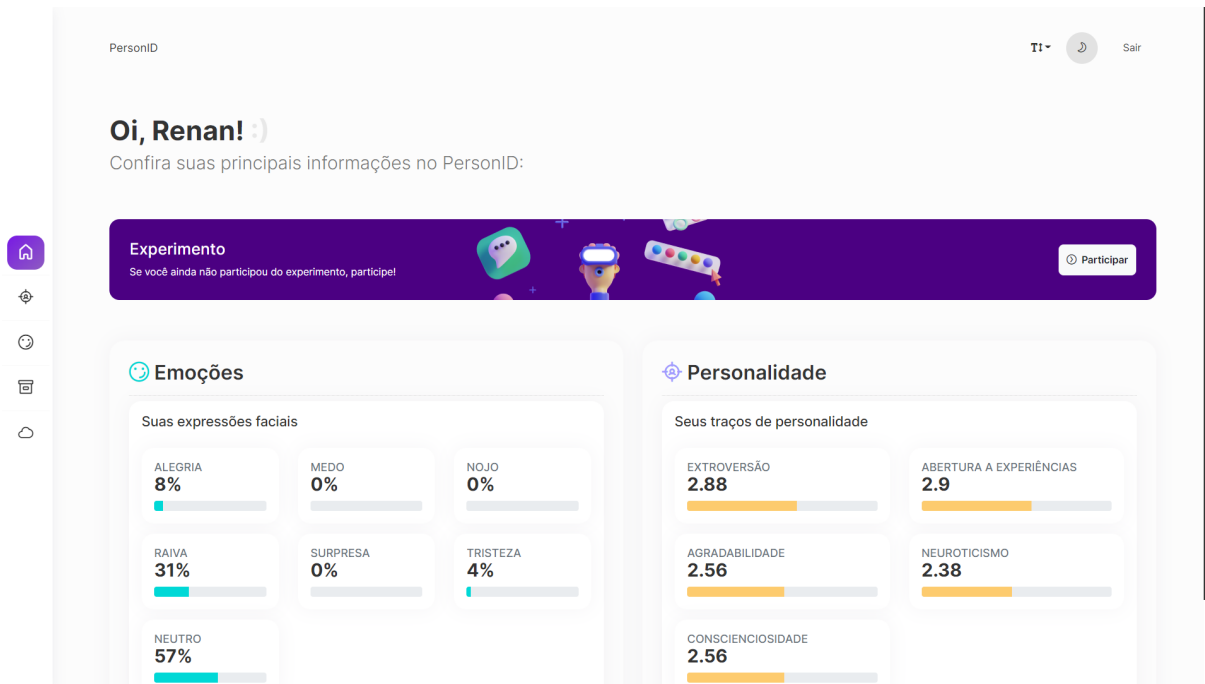 PersonID
Sair
Oi, Renan! :)
Confira suas principais informações no PersonID:
Experimento
Se você ainda não participou do experimento, participe!
Participar
Emoções
Suas expressões faciais
ALEGRIA
8%
MEDO
0%
NOJO
0%
RAIVA
31%
SURPRESA
0%
TRISTEZA
4%
NEUTRO
57%
Personalidade
Seus traços de personalidade
EXTROVERSÃO
2.88
ABERTURA A EXPERIÊNCIAS
2.9
AGRADABILIDADE
2.56
NEUROTICISMO
2.38
CONSCIENCIOSIDADE
2.56